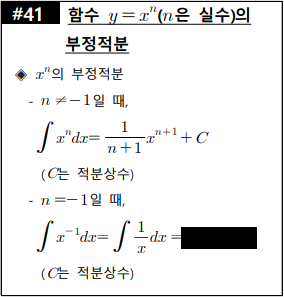 #41 함수 $y=x^n$($n$은 실수)의
부정적분
◈ $x^n$의 부정적분
- $n \neq -1$일 때,
$\int x^n dx = \frac{1}{n+1}x^{n+1} + C$
($C$는 적분상수)
- $n = -1$일 때,
$\int x^{-1} dx = \int \frac{1}{x} dx =$
($C$는 적분상수)